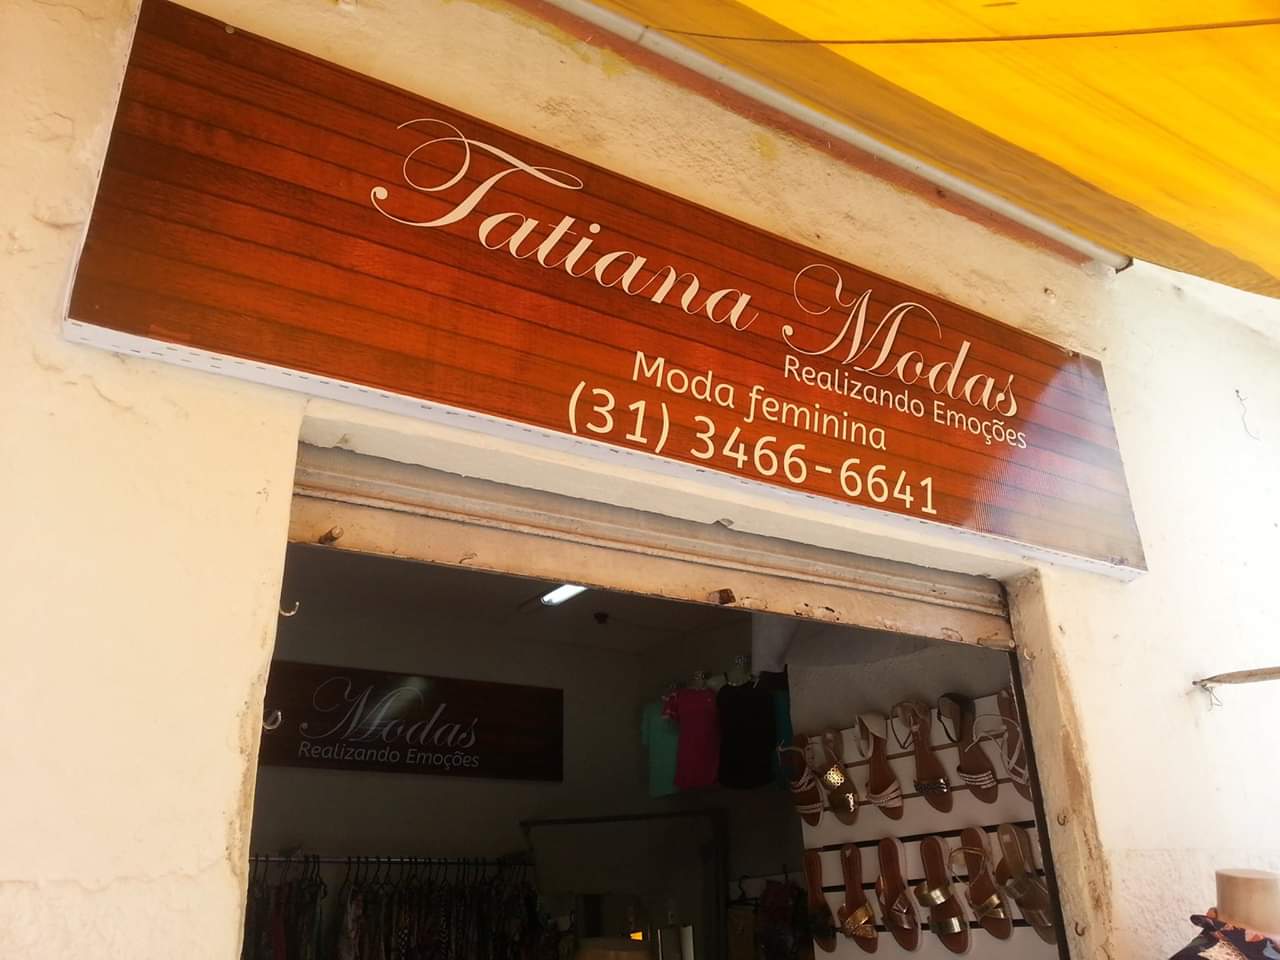 Tatiana Modas
Realizando Emoções
Moda feminina
(31) 3466-6641
Modas
Realizando Emoções